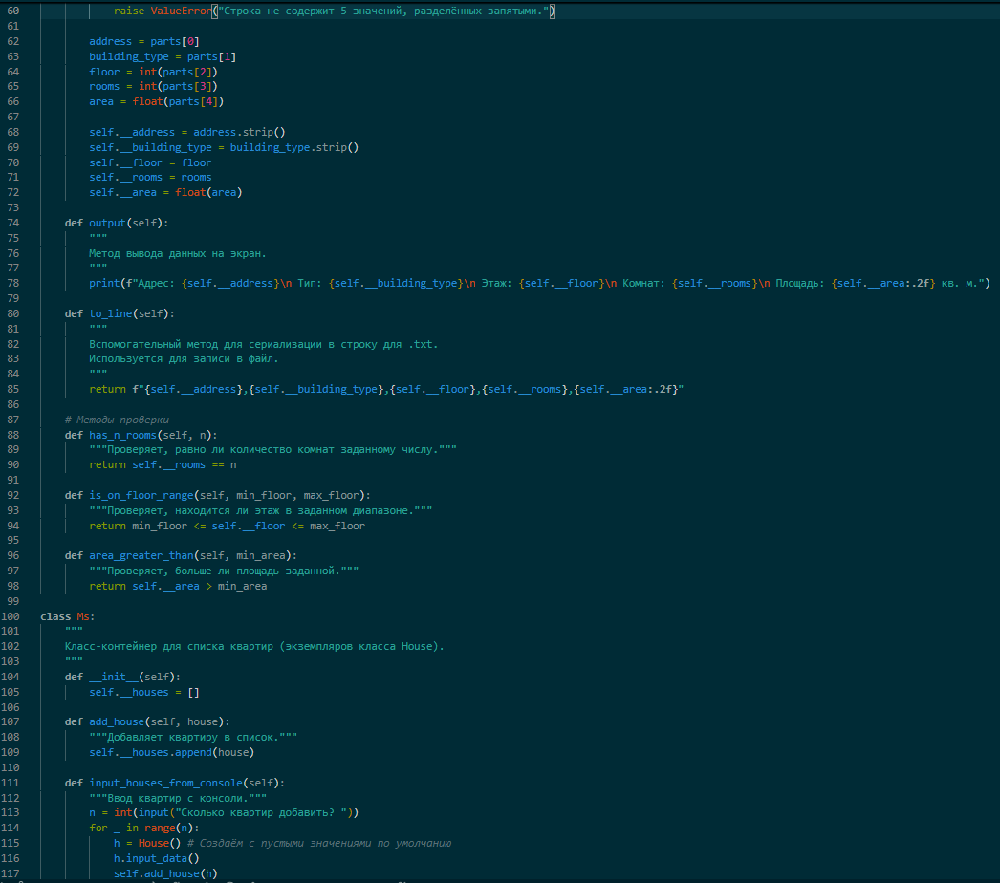 60 raise ValueError("Строка не содержит 5 значений, разделённых запятыми.")
61
62 address = parts[0]
63 building_type = parts[1]
64 floor = int(parts[2])
65 rooms = int(parts[3])
66 area = float(parts[4])
67
68 self.__address = address.strip()
69 self.__building_type = building_type.strip()
70 self.__floor = floor
71 self.__rooms = rooms
72 self.__area = float(area)
73
74 def output(self):
75 """
76 Метод вывода данных на экран.
77 """
78 print(f"Адрес: {self.__address}\n Тип: {self.__building_type}\n Этаж: {self.__floor}\n Комнат: {self.__rooms}\n Площадь: {self.__area:.2f} кв. м.")
79
80 def to_line(self):
81 """
82 Вспомогательный метод для сериализации в строку для .txt.
83 Используется для записи в файл.
84 """
85 return f"{self.__address},{self.__building_type},{self.__floor},{self.__rooms},{self.__area:.2f}"
86
87 # Методы проверки
88 def has_n_rooms(self, n):
89 """Проверяет, равно ли количество комнат заданному числу."""
90 return self.__rooms == n
91
92 def is_on_floor_range(self, min_floor, max_floor):
93 """Проверяет, находится ли этаж в заданном диапазоне."""
94 return min_floor <= self.__floor <= max_floor
95
96 def area_greater_than(self, min_area):
97 """Проверяет, больше ли площадь заданной."""
98 return self.__area > min_area
99
100 class Ms:
101 """
102 Класс-контейнер для списка квартир (экземпляров класса House).
103 """
104 def __init__(self):
105 self.__houses = []
106
107 def add_house(self, house):
108 """Добавляет квартиру в список."""
109 self.__houses.append(house)
110
111 def input_houses_from_console(self):
112 """Ввод квартир с консоли."""
113 n = int(input("Сколько квартир добавить? "))
114 for _ in range(n):
115 h = House() # Создаём с пустыми значениями по умолчанию
116 h.input_data()
117 self.add_house(h)